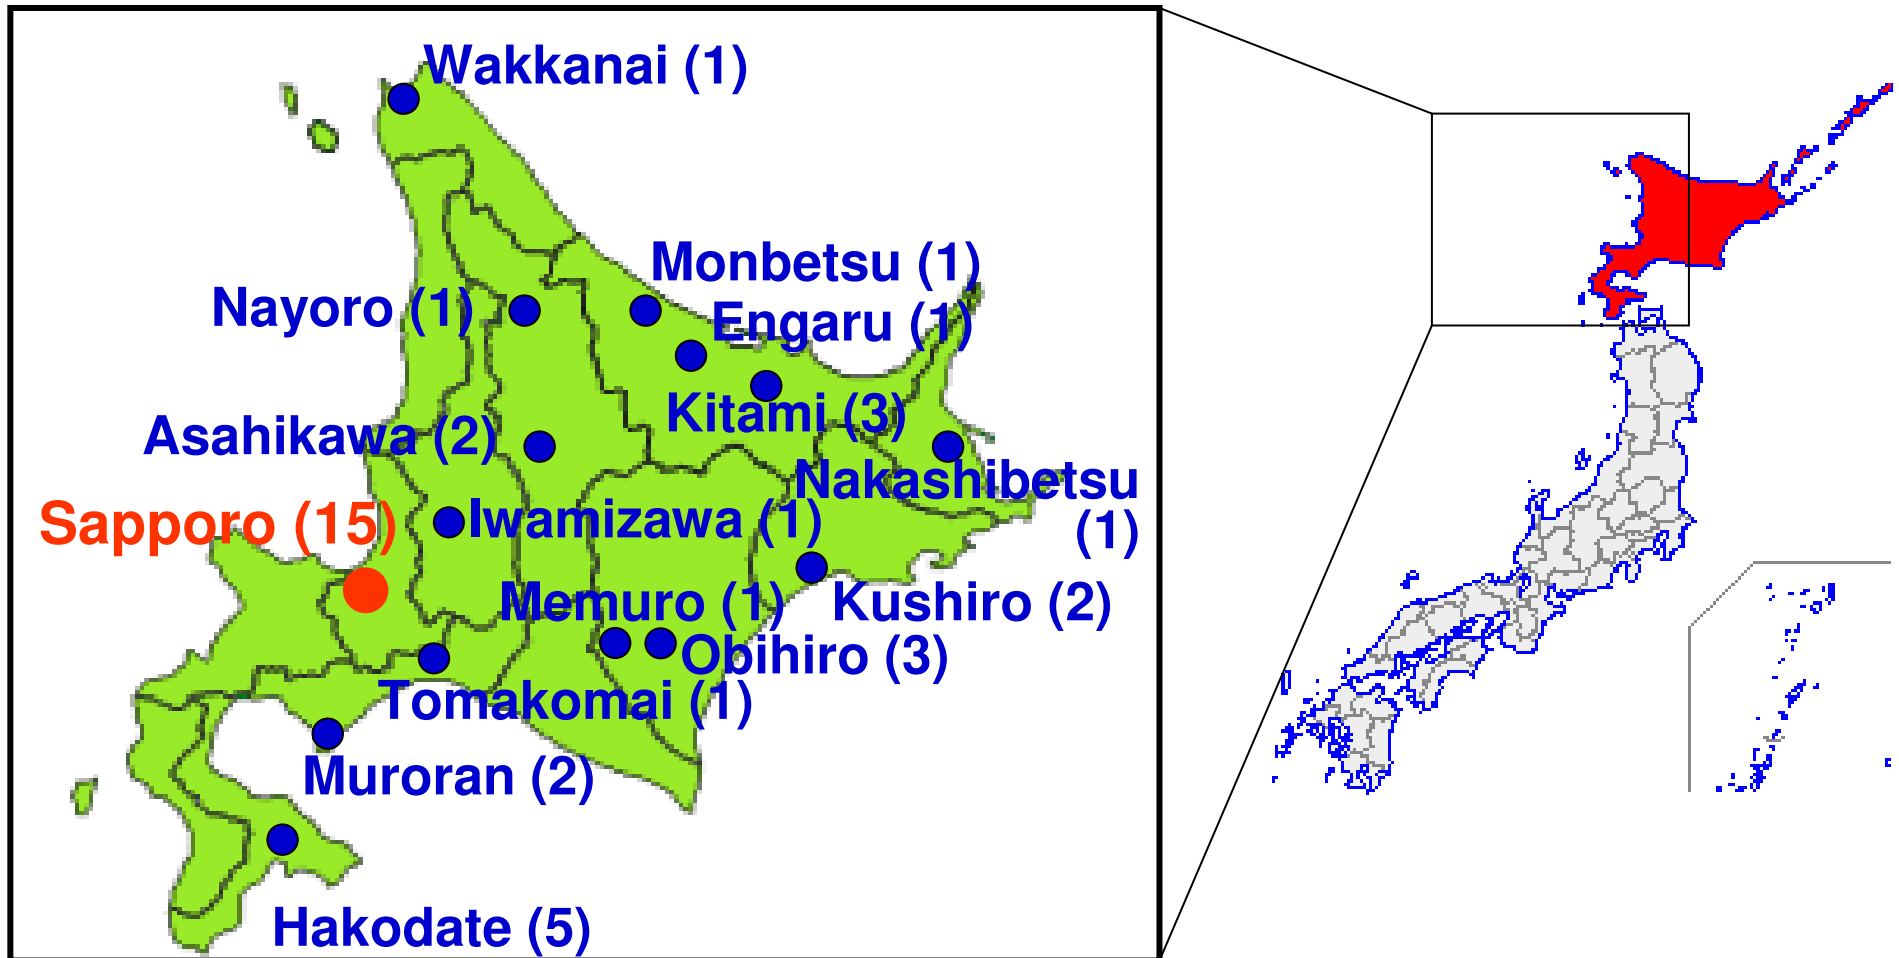 Wakkanai (1)
Monbetsu (1)
Nayoro (1)
Engaru (1)
Kitami (3)
Asahikawa (2)
Nakashibetsu
(1)
Sapporo (15)
Iwamizawa (1)
Memuro (1)
Kushiro (2)
Obihiro (3)
Tomakomai (1)
Muroran (2)
Hakodate (5)